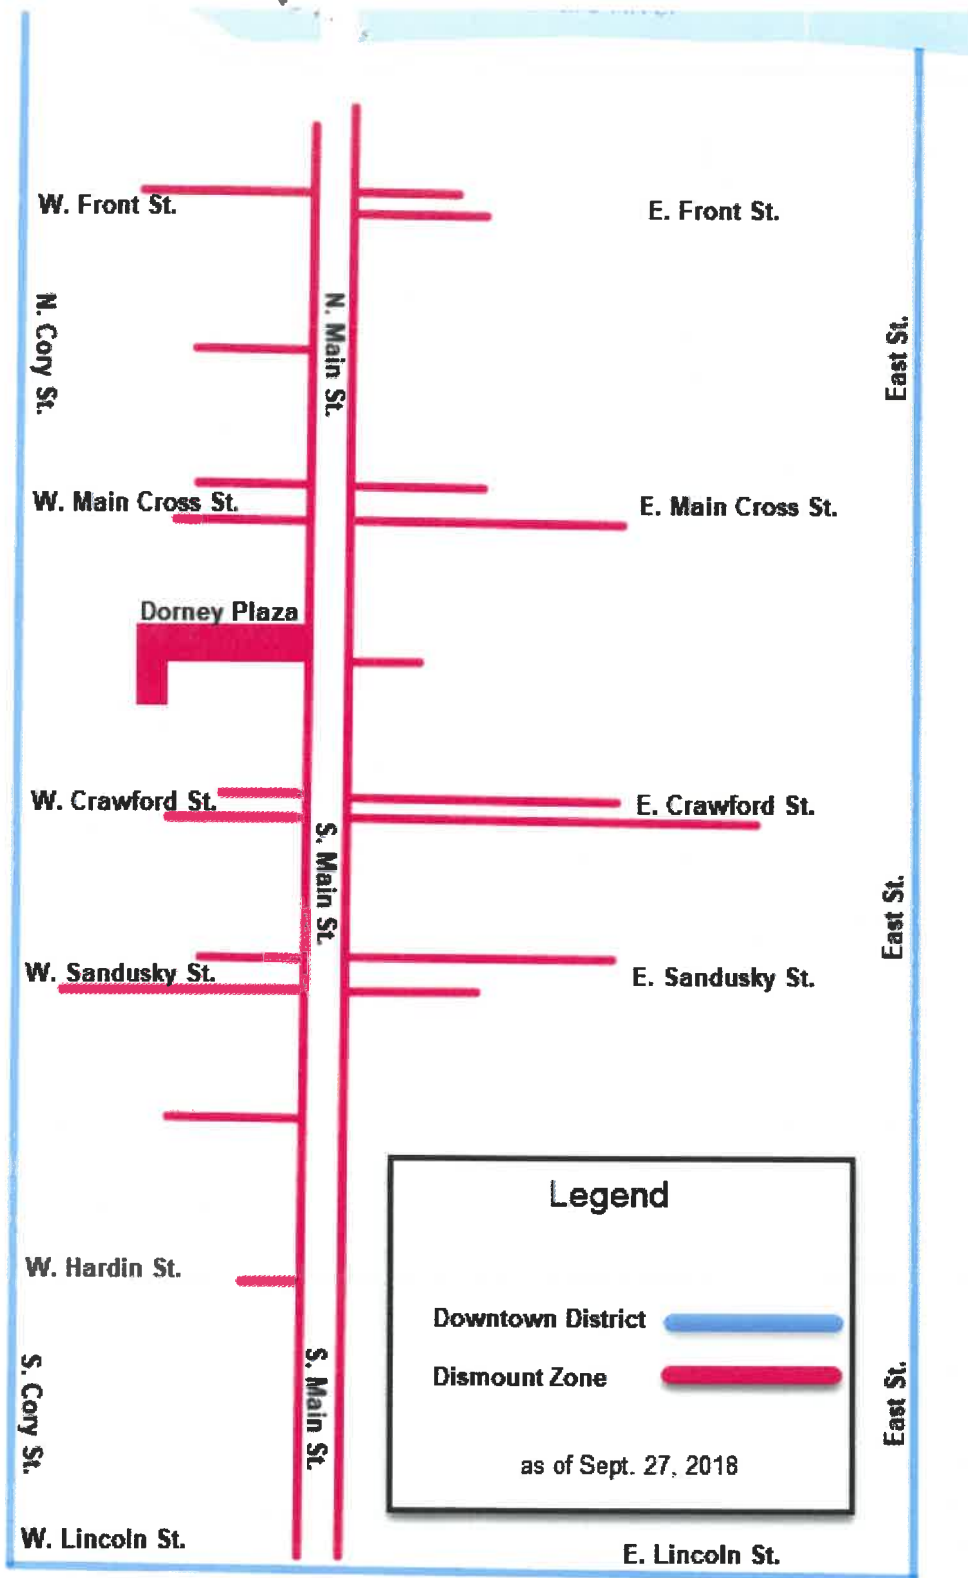 W. Front St.
E. Front St.
N. Cory St.
N. Main St.
East St.
W. Main Cross St.
E. Main Cross St.
Dorney Plaza
W. Crawford St.
E. Crawford St.
S. Main St.
East St.
W. Sandusky St.
E. Sandusky St.
Legend
W. Hardin St.
Downtown District
Dismount Zone
S. Cory St.
S. Main St.
East St.
as of Sept. 27, 2018
W. Lincoln St.
E. Lincoln St.